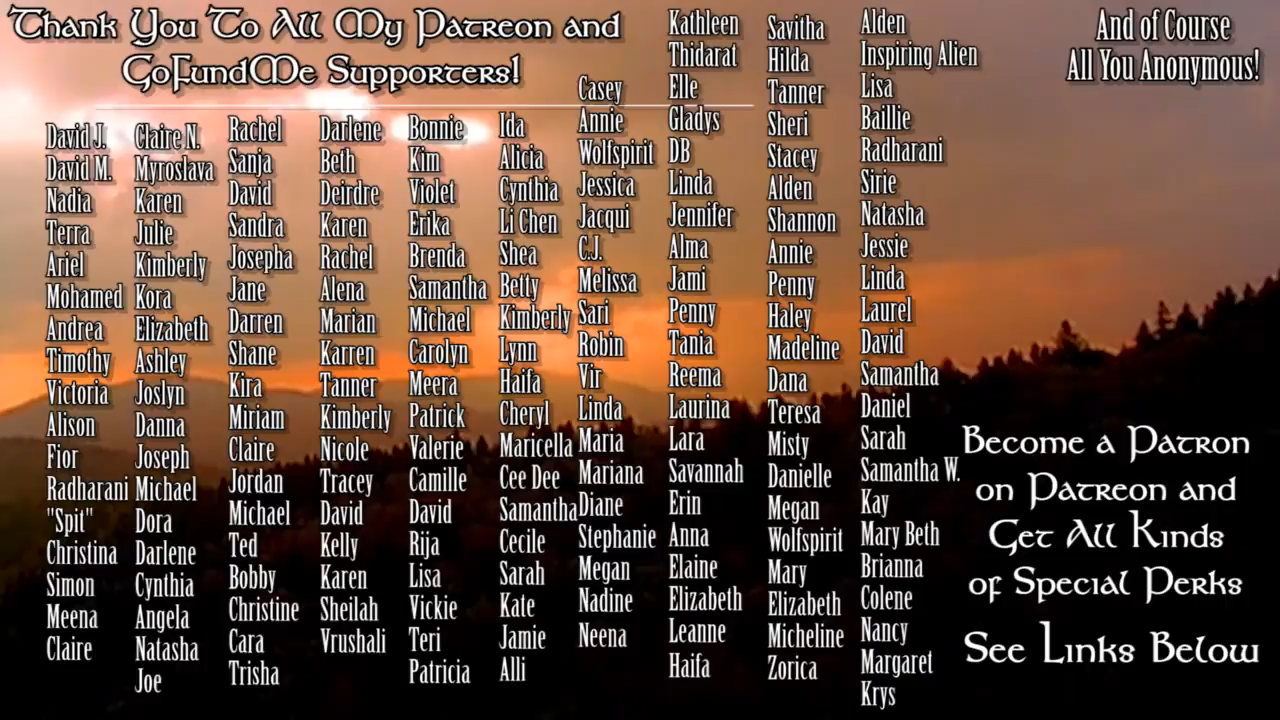 Thank You To All My Patreon and
GoFundMe Supporters!
David J.
David M.
Nadia
Terra
Ariel
Mohamed
Andrea
Timothy
Victoria
Alison
Fior
Radharani
"Spit"
Christina
Simon
Meena
Claire
Claire N.
Myroslava
Karen
Julie
Kimberly
Kora
Elizabeth
Ashley
Joslyn
Danna
Joseph
Michael
Dora
Darlene
Cynthia
Angela
Natasha
Joe
Rachel
Sanja
David
Sandra
Josepha
Jane
Darren
Shane
Kira
Miriam
Claire
Jordan
Michael
Ted
Bobby
Christine
Cara
Trisha
Darlene
Beth
Deirdre
Karen
Rachel
Alena
Marian
Karren
Tanner
Kimberly
Nicole
Tracey
David
Kelly
Karen
Sheilah
Vrushali
Bonnie
Kim
Violet
Erika
Brenda
Samantha
Michael
Carolyn
Meera
Patrick
Valerie
Camille
David
Rija
Lisa
Vickie
Teri
Patricia
Ida
Alicia
Cynthia
Li Chen
Shea
Betty
Kimberly
Lynn
Haifa
Cheryl
Maricella
Cee Dee
Samantha
Cecile
Sarah
Kate
Jamie
Alli
Casey
Annie
Wolfspirit
Jessica
Jacqui
C.J.
Melissa
Sari
Robin
Vir
Linda
Maria
Mariana
Diane
Stephanie
Megan
Nadine
Neena
Kathleen
Thidarat
Elle
Gladys
DB
Linda
Jennifer
Alma
Jami
Penny
Tania
Reema
Laurina
Lara
Savannah
Erin
Anna
Elaine
Elizabeth
Leanne
Haifa
Savitha
Hilda
Tanner
Sheri
Stacey
Alden
Shannon
Annie
Penny
Haley
Madeline
Dana
Teresa
Misty
Danielle
Megan
Wolfspirit
Mary
Elizabeth
Micheline
Zorica
Alden
Inspiring Alien
Lisa
Baillie
Radharani
Sirie
Natasha
Jessie
Linda
Laurel
David
Samantha
Daniel
Sarah
Samantha W.
Kay
Mary Beth
Brianna
Colene
Nancy
Margaret
Krys
And of Course
All You Anonymous!
Become a Patron
on Patreon and
Get All Kinds
of Special Perks
See Links Below